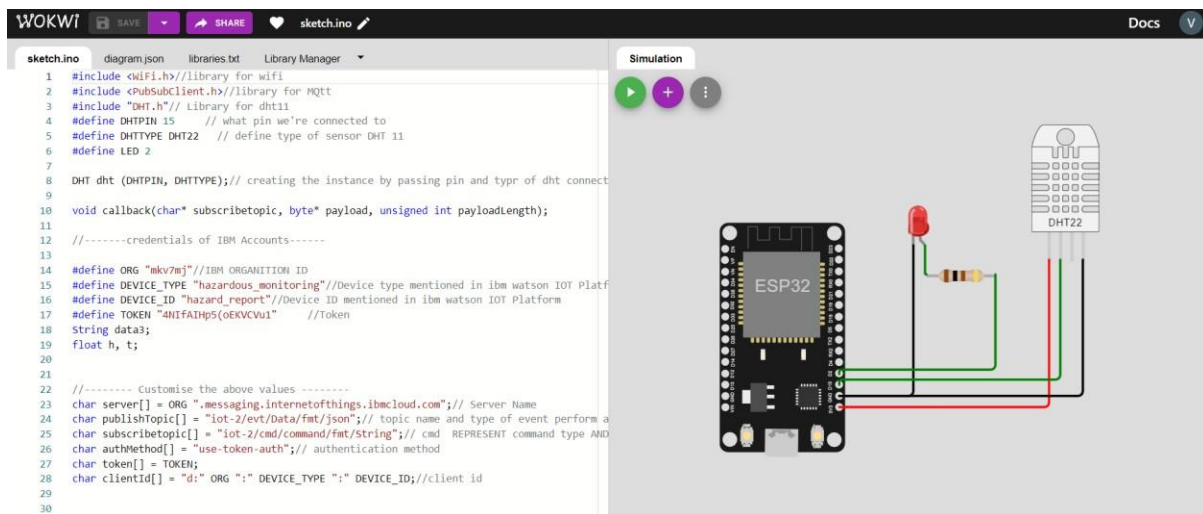 WOKWI SAVE SHARE sketch.ino Docs V
sketch.ino diagram.json libraries.txt Library Manager
Simulation
1 #include <WiFi.h>//library for wifi
2 #include <PubSubClient.h>//library for MQtt
3 #include "DHT.h"// Library for dht11
4 #define DHTPIN 15 // what pin we're connected to
5 #define DHTTYPE DHT22 // define type of sensor DHT 11
6 #define LED 2
7
8 DHT dht (DHTPIN, DHTTYPE);// creating the instance by passing pin and typr of dht connect
9
10 void callback(char* subscribetopic, byte* payload, unsigned int payloadLength);
11
12 //-------credentials of IBM Accounts------
13
14 #define ORG "mkv7mj"//IBM ORGANITION ID
15 #define DEVICE_TYPE "hazardous_monitoring"//Device type mentioned in ibm watson IOT Platf
16 #define DEVICE_ID "hazard_report"//Device ID mentioned in ibm watson IOT Platform
17 #define TOKEN "4NIfAIHp5(oEKVCVu1" //Token
18 String data3;
19 float h, t;
20
21
22 //-------- Customise the above values --------
23 char server[] = ORG ".messaging.internetofthings.ibmcloud.com";// Server Name
24 char publishTopic[] = "iot-2/evt/Data/fmt/json";// topic name and type of event perform a
25 char subscribetopic[] = "iot-2/cmd/command/fmt/String";// cmd REPRESENT command type AND
26 char authMethod[] = "use-token-auth";// authentication method
27 char token[] = TOKEN;
28 char clientId[] = "d:" ORG ":" DEVICE_TYPE ":" DEVICE_ID;//client id
29
30
DHT22
ESP32